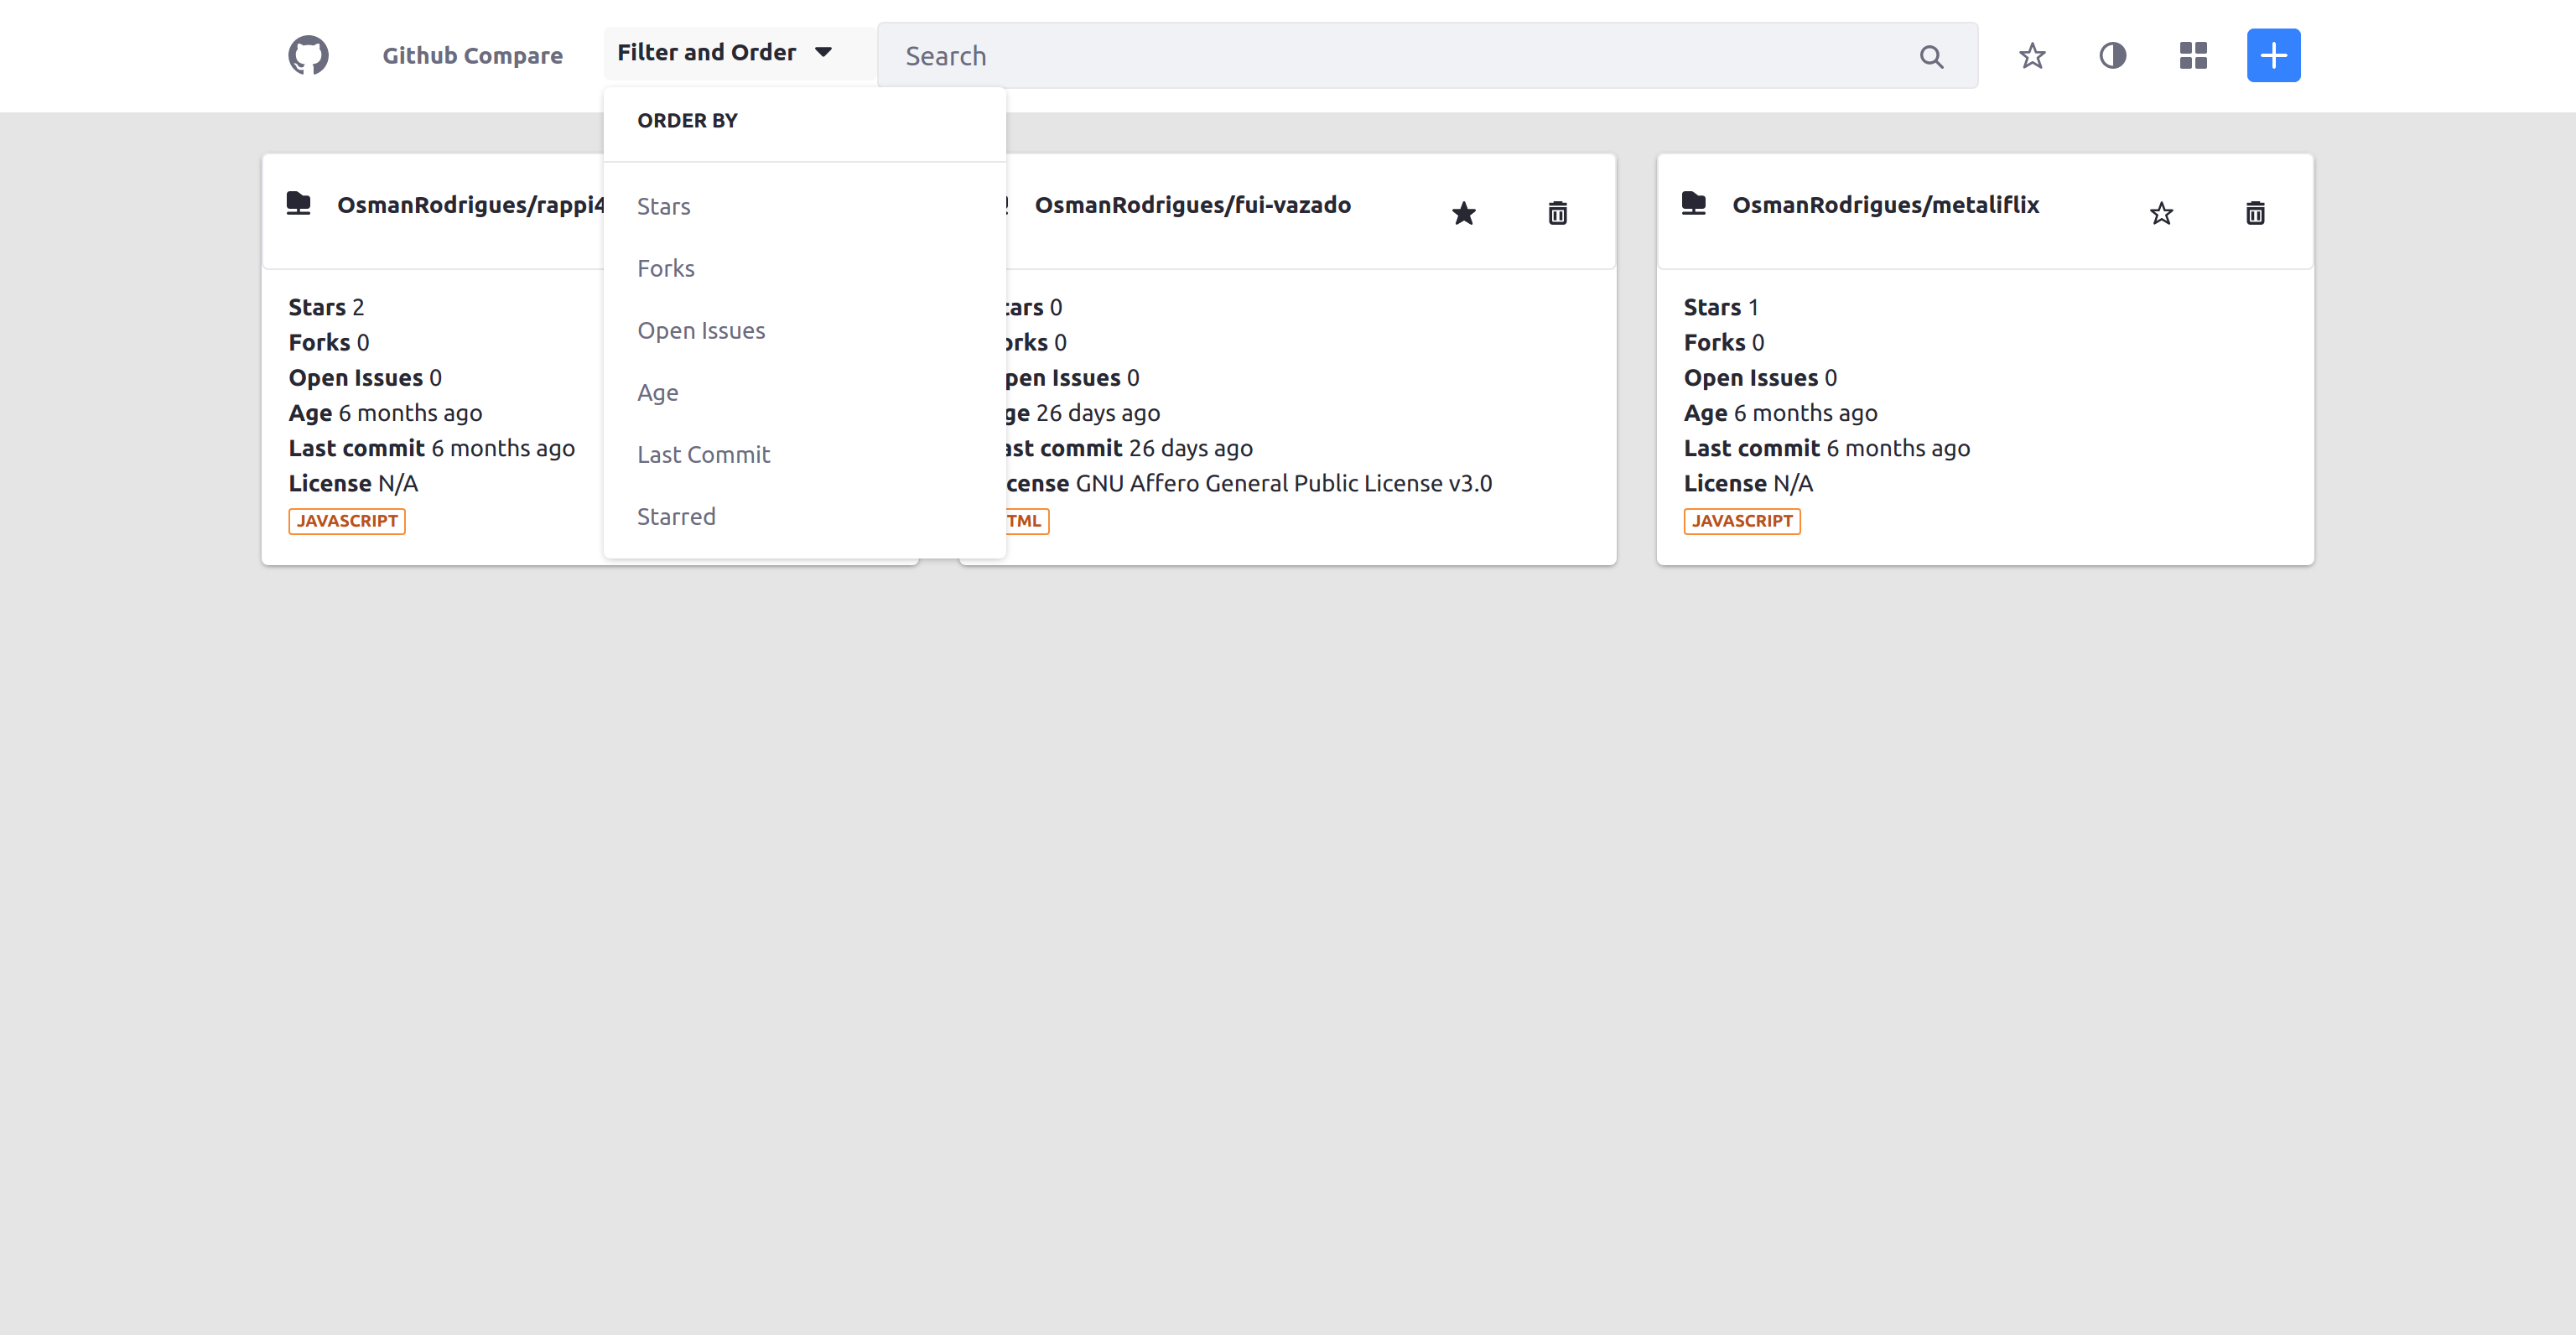 Github Compare
Filter and Order
Search
ORDER BY
Stars
Forks
Open Issues
Age
Last Commit
Starred
OsmanRodrigues/rappi4
Stars 2
Forks 0
Open Issues 0
Age 6 months ago
Last commit 6 months ago
License N/A
JAVASCRIPT
OsmanRodrigues/fui-vazado
tars 0
orks 0
pen Issues 0
ge 26 days ago
ast commit 26 days ago
cense GNU Affero General Public License v3.0
TML
OsmanRodrigues/metaliflix
Stars 1
Forks 0
Open Issues 0
Age 6 months ago
Last commit 6 months ago
License N/A
JAVASCRIPT